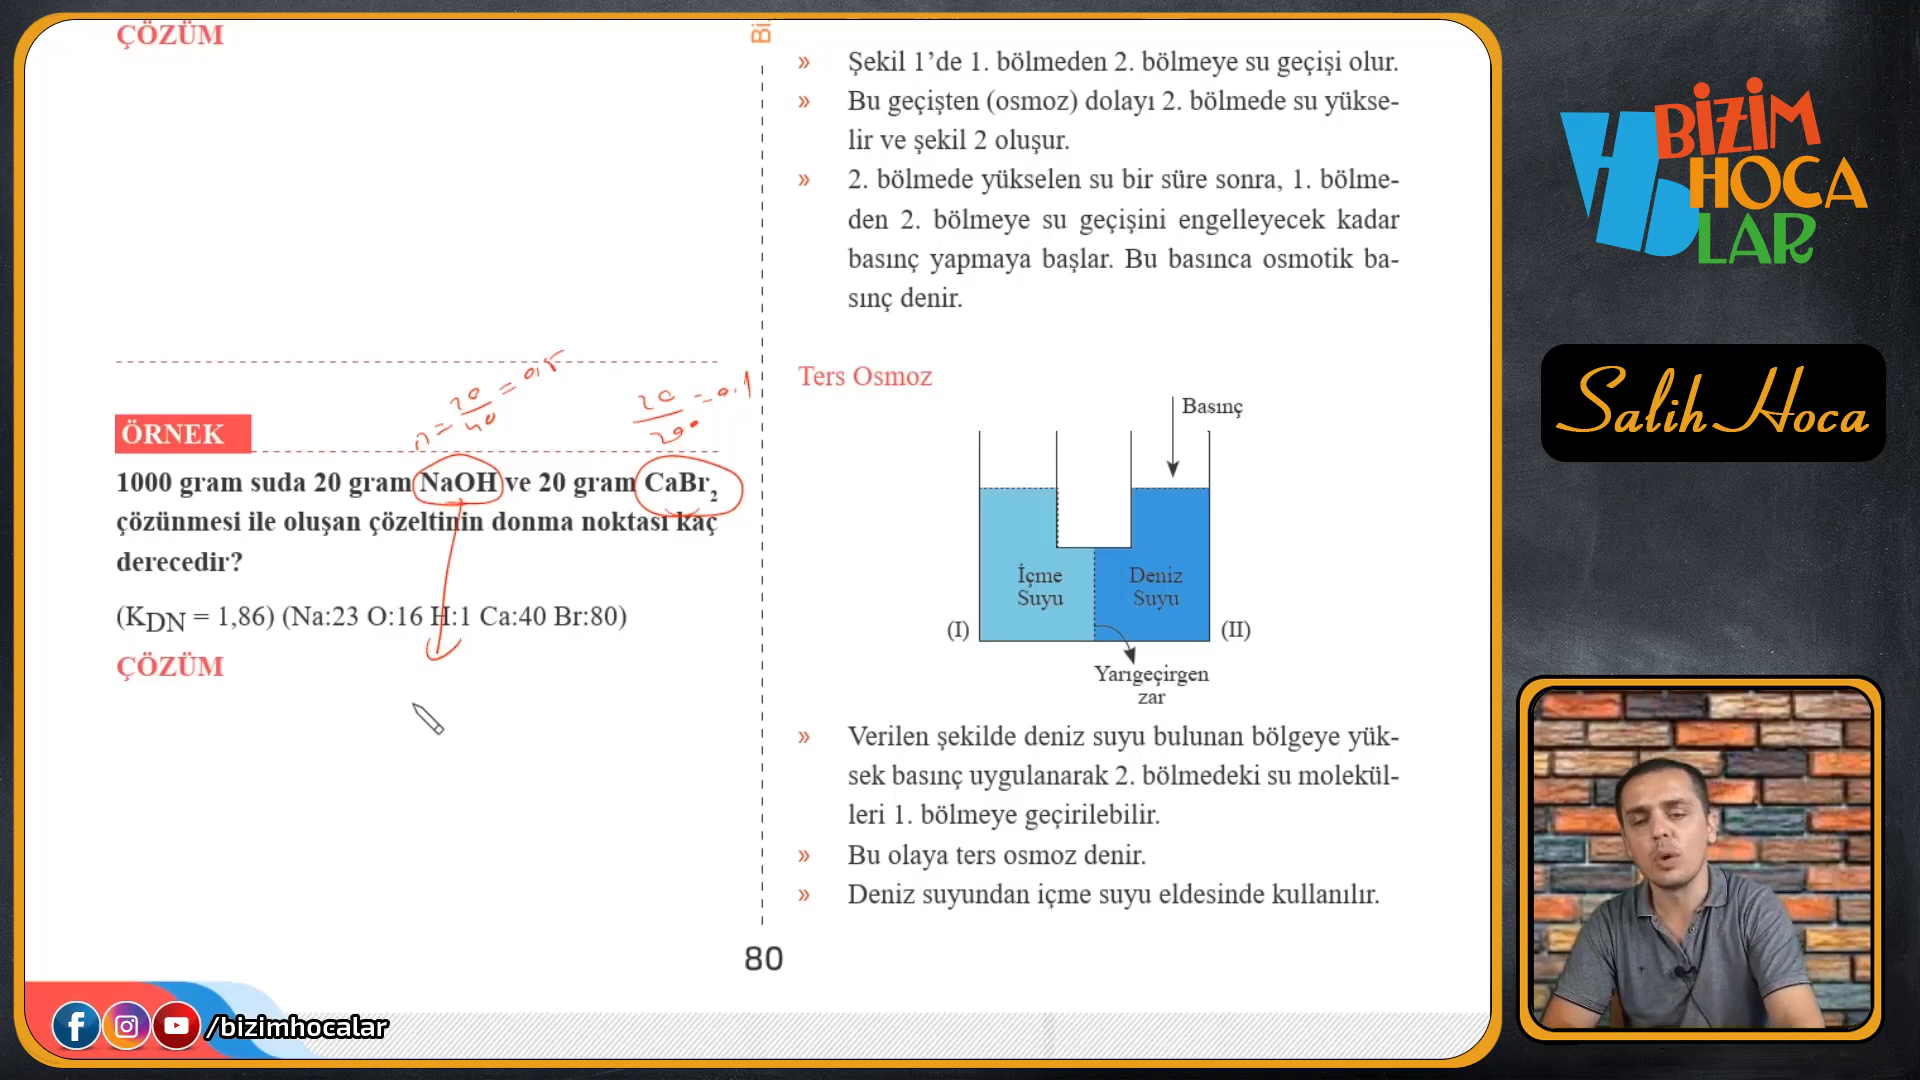 ÇÖZÜM
n = 20/40 = 0,5
20/200 = 0,1
ÖRNEK
1000 gram suda 20 gram NaOH ve 20 gram CaBr2
çözünmesi ile oluşan çözeltinin donma noktası kaç
derecedir?
(KDN = 1,86) (Na:23 O:16 H:1 Ca:40 Br:80)
ÇÖZÜM
Bi
» Şekil 1’de 1. bölmeden 2. bölmeye su geçişi olur.
» Bu geçişten (osmoz) dolayı 2. bölmede su yükse-
lir ve şekil 2 oluşur.
» 2. bölmede yükselen su bir süre sonra, 1. bölme-
den 2. bölmeye su geçişini engelleyecek kadar
basınç yapmaya başlar. Bu basınca osmotik ba-
sınç denir.
Ters Osmoz
Basınç
İçme
Suyu
Deniz
Suyu
(I)
(II)
Yarıgeçirgen
zar
» Verilen şekilde deniz suyu bulunan bölgeye yük-
sek basınç uygulanarak 2. bölmedeki su molekül-
leri 1. bölmeye geçirilebilir.
» Bu olaya ters osmoz denir.
» Deniz suyundan içme suyu eldesinde kullanılır.
80
/bizimhocalar
BİZİM
HOCA
LAR
Salih Hoca